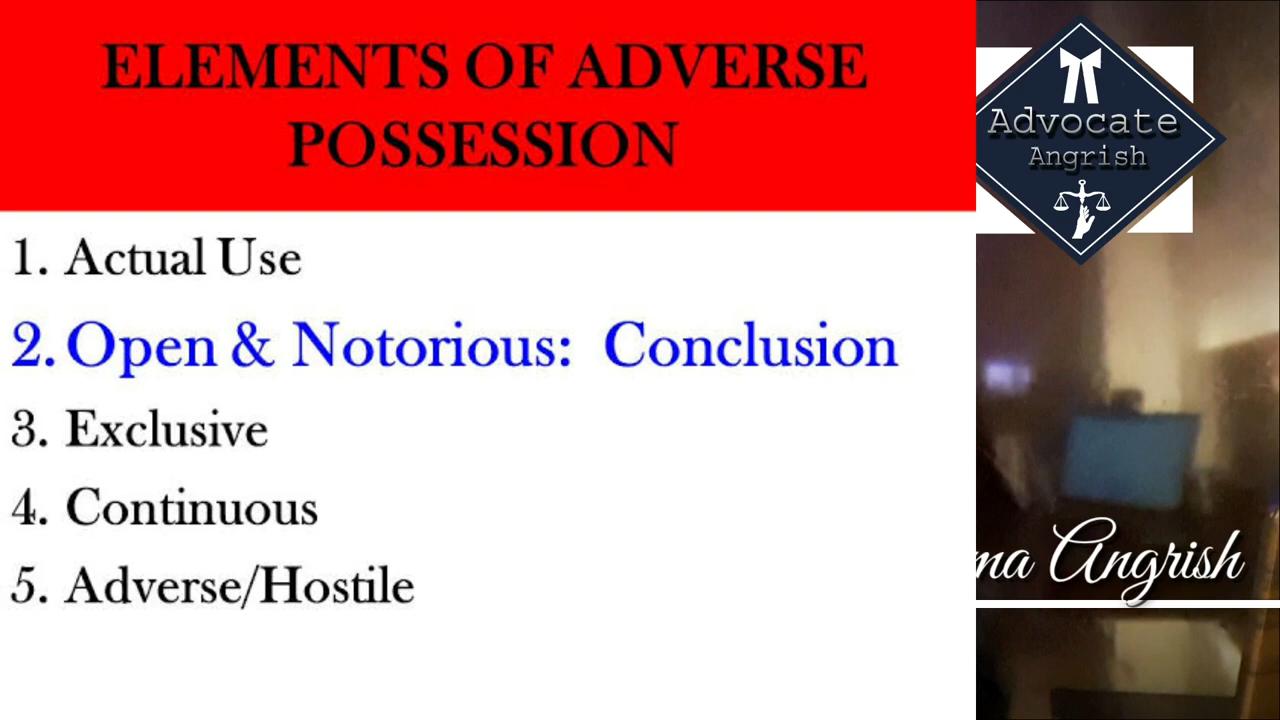 ELEMENTS OF ADVERSE
POSSESSION
1. Actual Use
2. Open & Notorious: Conclusion
3. Exclusive
4. Continuous
5. Adverse/Hostile
Advocate
Angrish
ma Angrish